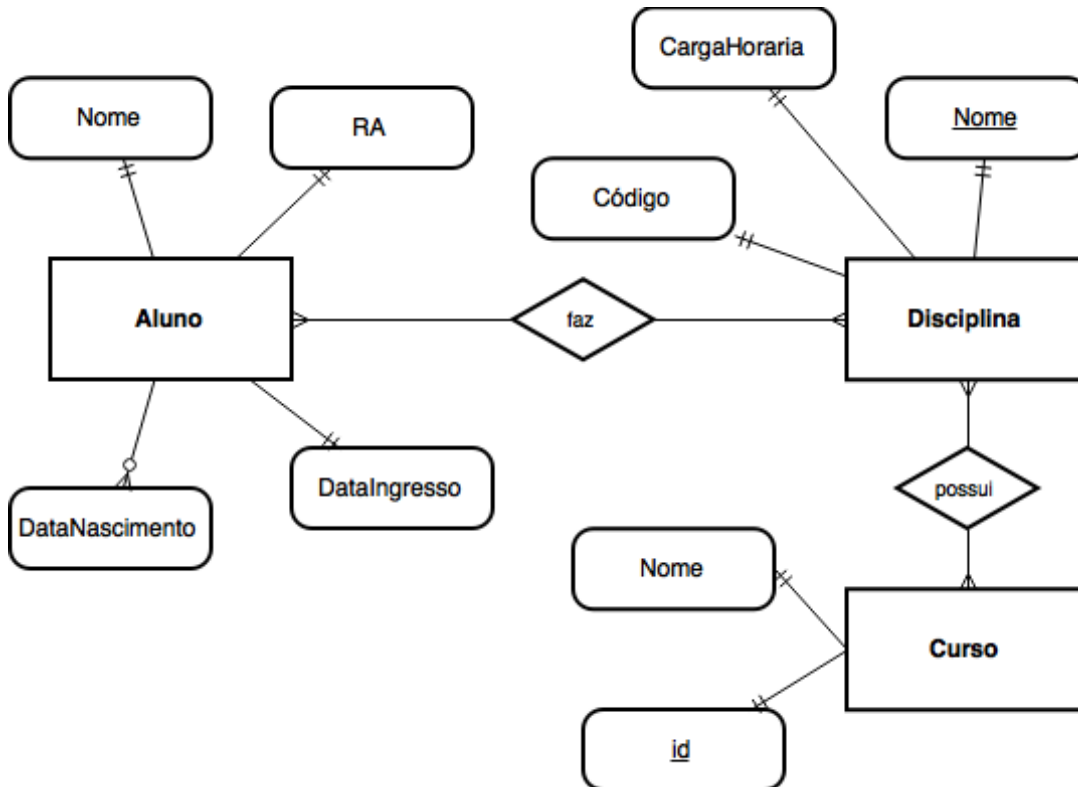 CargaHoraria
Nome
RA
Nome
Código
Aluno
faz
Disciplina
DataIngresso
possui
DataNascimento
Nome
Curso
id